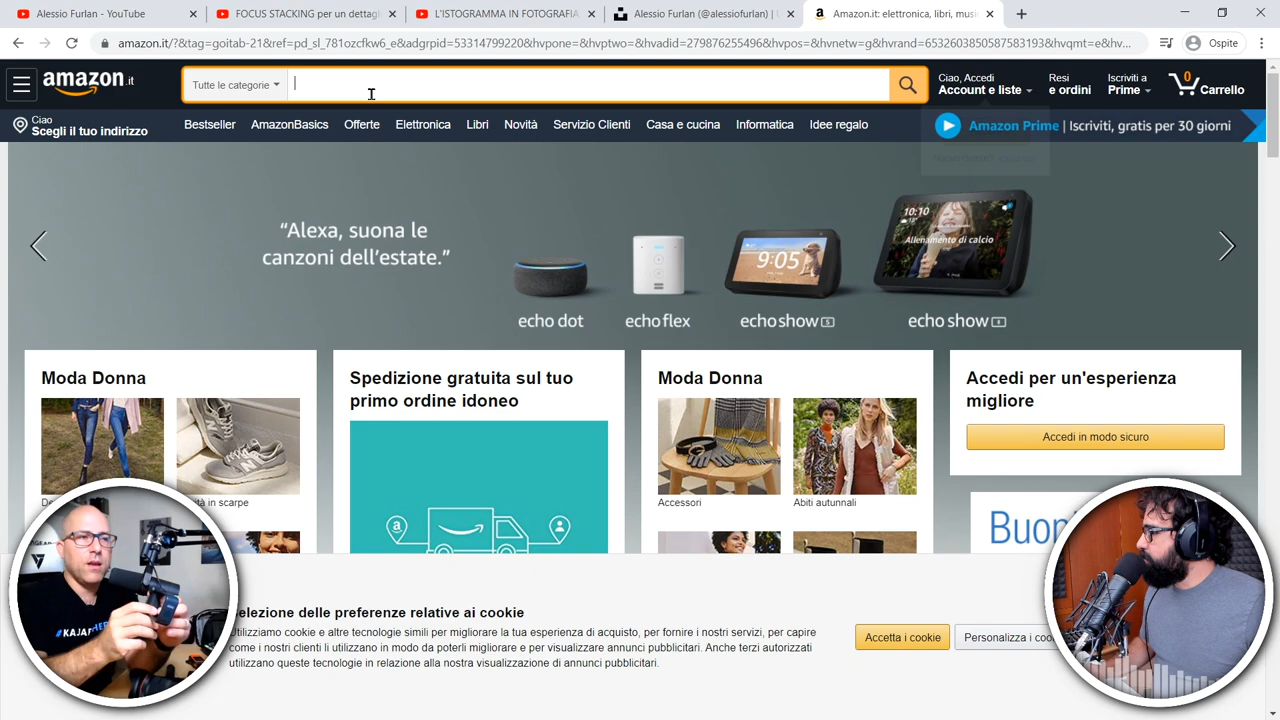 Alessio Furlan - YouTube
FOCUS STACKING per un dettagl
L'ISTOGRAMMA IN FOTOGRAFIA
Alessio Furlan (@alessiofurlan) | U
Amazon.it: elettronica, libri, musi
amazon.it/?&tag=goitab-21&ref=pd_sl_781ozcfkw6_e&adgrpid=53314799220&hvpone=&hvptwo=&hvadid=279876255496&hvpos=&hvnetw=g&hvrand=6532603850587583193&hvqmt=e&hv...
Ospite
amazon.it
Tutte le categorie
Ciao, Accedi
Account e liste
Resi
e ordini
Iscriviti a
Prime
0
Carrello
Ciao
Scegli il tuo indirizzo
Bestseller
AmazonBasics
Offerte
Elettronica
Libri
Novità
Servizio Clienti
Casa e cucina
Informatica
Idee regalo
Amazon Prime | Iscriviti, gratis per 30 giorni
“Alexa, suona le
canzoni dell'estate.”
9:05
10:10
Allenamento di calcio
echo dot
echo flex
echo show 5
echo show 8
Moda Donna
Spedizione gratuita sul tuo
primo ordine idoneo
Moda Donna
Accedi per un'esperienza
migliore
Accedi in modo sicuro
De
ità in scarpe
Accessori
Abiti autunnali
a
Buoni
elezione delle preferenze relative ai cookie
Utilizziamo cookie e altre tecnologie simili per migliorare la tua esperienza di acquisto, per fornire i nostri servizi, per capire
come i nostri clienti li utilizzano in modo da poterli migliorare e per visualizzare annunci pubblicitari. Anche terzi autorizzati
utilizzano queste tecnologie in relazione alla nostra visualizzazione di annunci pubblicitari.
Accetta i cookie
Personalizza i coo